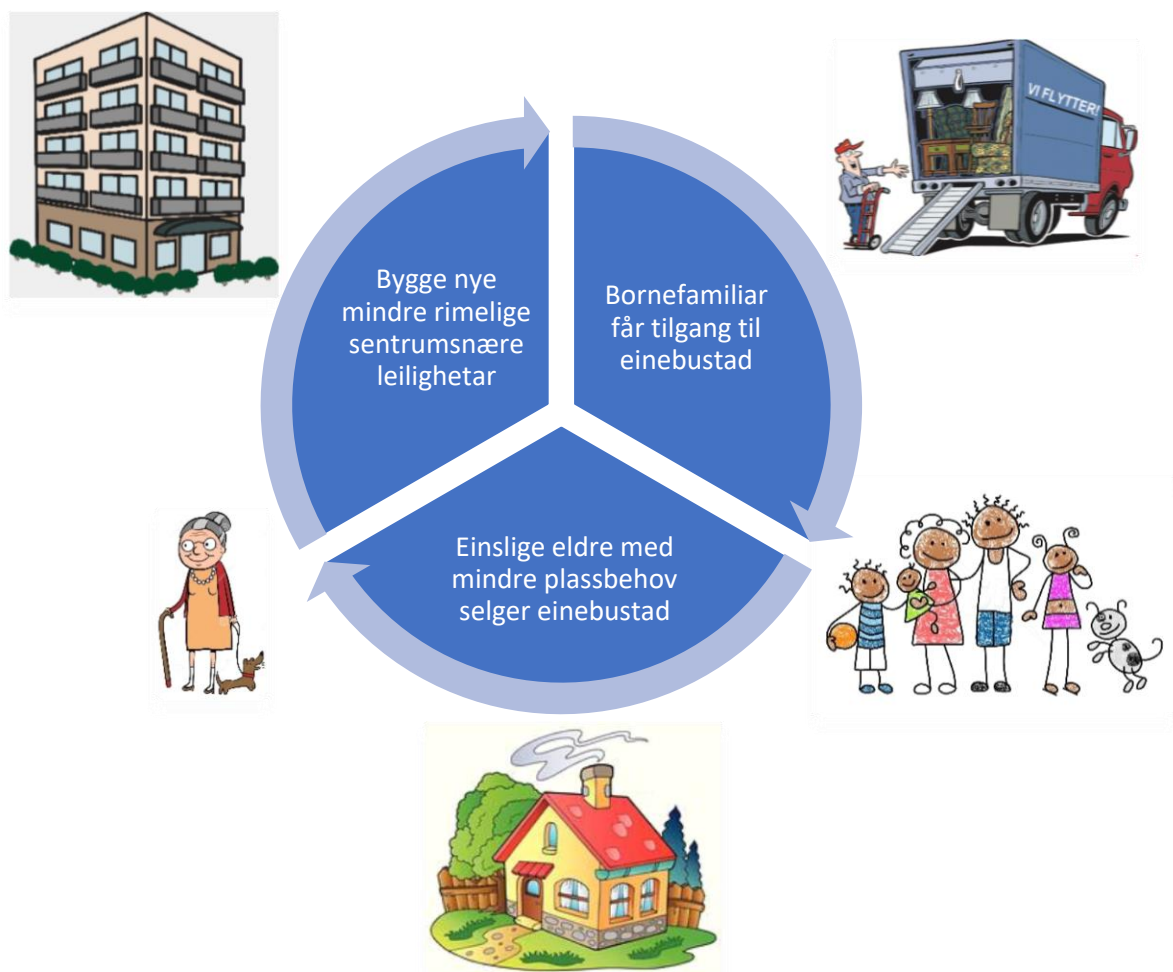 VI FLYTTER!
Bygge nye
mindre rimelige
sentrumsnære
leilighetar
Bornefamiliar
får tilgang til
einebustad
Einslige eldre med
mindre plassbehov
selger einebustad